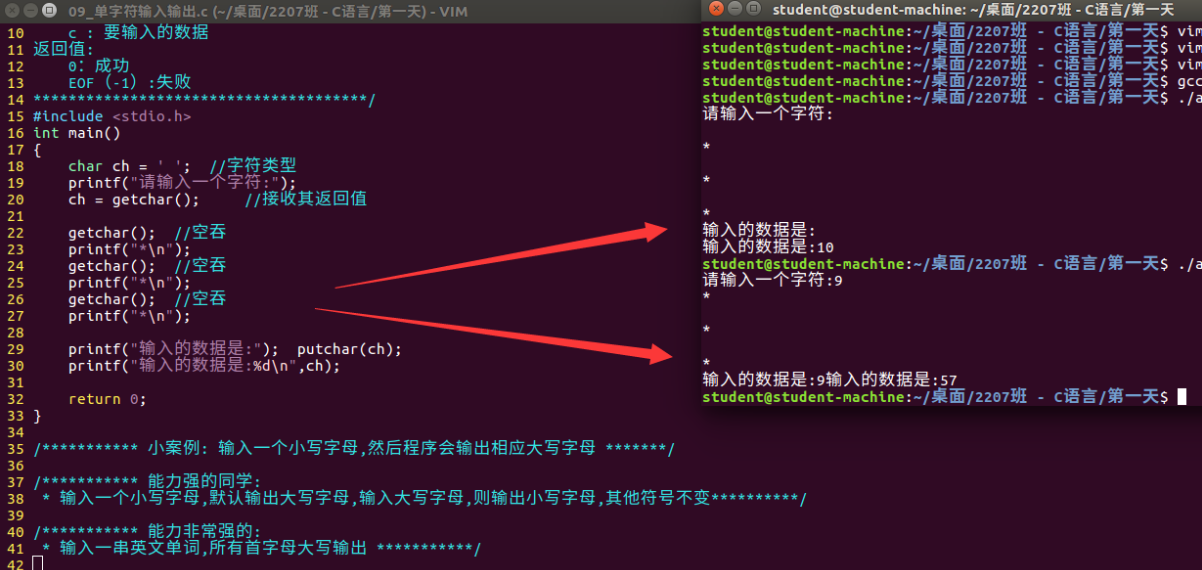 09_单字符输入输出.c (~/桌面/2207班 - C语言/第一天) - VIM
10     c : 要输入的数据
11 返回值:
12     0: 成功
13     EOF（-1）:失败
14 **************************************/
15 #include <stdio.h>
16 int main()
17 {
18     char ch = ' ';  //字符类型
19     printf("请输入一个字符:");
20     ch = getchar();     //接收其返回值
21
22     getchar();  //空吞
23     printf("*\n");
24     getchar();  //空吞
25     printf("*\n");
26     getchar();  //空吞
27     printf("*\n");
28
29     printf("输入的数据是:");  putchar(ch);
30     printf("输入的数据是:%d\n",ch);
31
32     return 0;
33 }
34
35 /*********** 小案例: 输入一个小写字母,然后程序会输出相应大写字母 *******/
36
37 /*********** 能力强的同学:
38  * 输入一个小写字母,默认输出大写字母,输入大写字母,则输出小写字母,其他符号不变**********/
39
40 /*********** 能力非常强的:
41  * 输入一串英文单词,所有首字母大写输出 ***********/
42
student@student-machine: ~/桌面/2207班 - C语言/第一天
student@student-machine:~/桌面/2207班 - C语言/第一天$ vim
student@student-machine:~/桌面/2207班 - C语言/第一天$ vim
student@student-machine:~/桌面/2207班 - C语言/第一天$ vim
student@student-machine:~/桌面/2207班 - C语言/第一天$ gcc
student@student-machine:~/桌面/2207班 - C语言/第一天$ ./a
请输入一个字符:
*
*
*
输入的数据是:
输入的数据是:10
student@student-machine:~/桌面/2207班 - C语言/第一天$ ./a
请输入一个字符:9
*
*
*
输入的数据是:9输入的数据是:57
student@student-machine:~/桌面/2207班 - C语言/第一天$